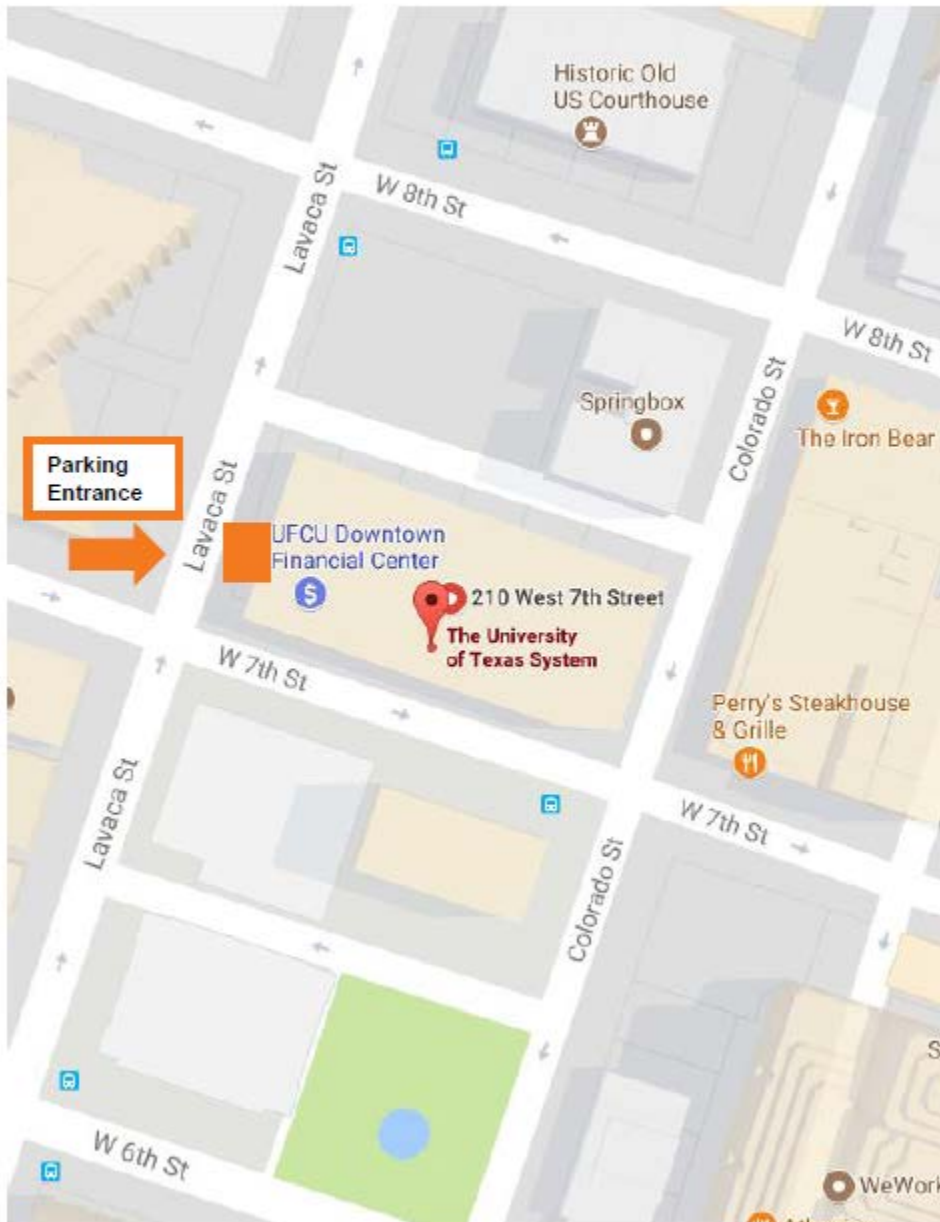 Historic Old
US Courthouse
W 8th St
Lavaca St
W 8th St
Springbox
Colorado St
The Iron Bear
Parking
Entrance
Lavaca St
UFCU Downtown
Financial Center
$
210 West 7th Street
The University
of Texas System
W 7th St
Perry's Steakhouse
& Grille
Lavaca St
W 7th St
Colorado St
S
W 6th St
WeWork